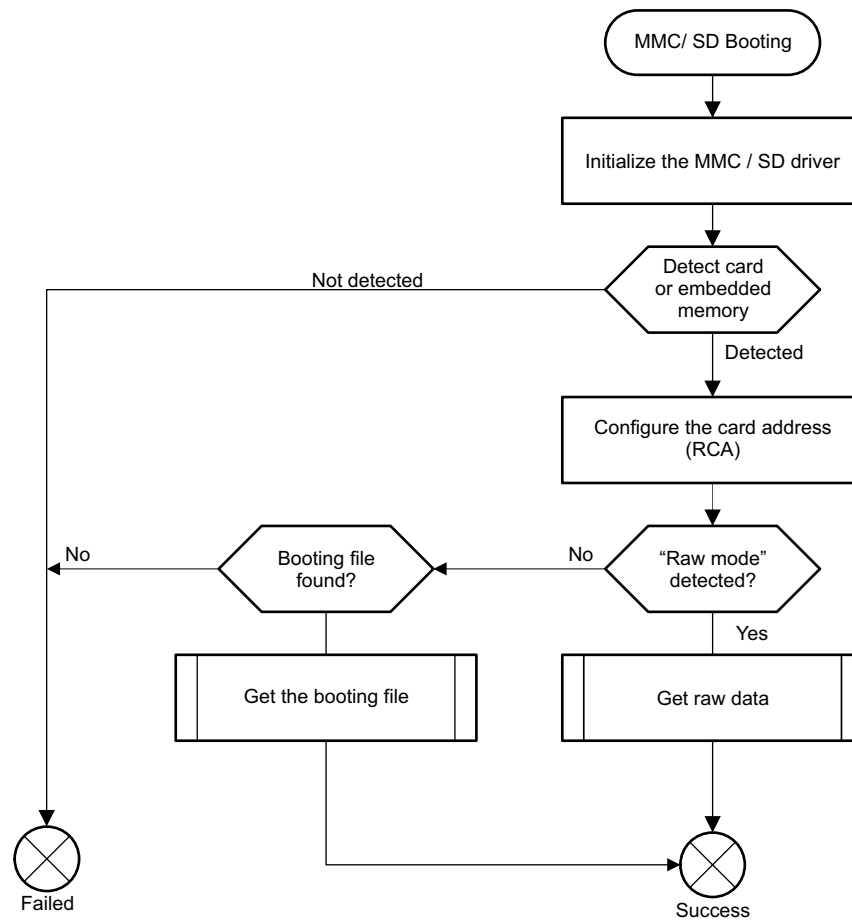 MMC/ SD Booting
Initialize the MMC / SD driver
Detect card
or embedded
memory
Not detected
Detected
Configure the card address
(RCA)
No
Booting file
found?
No
“Raw mode”
detected?
Yes
Get the booting file
Get raw data
Failed
Success